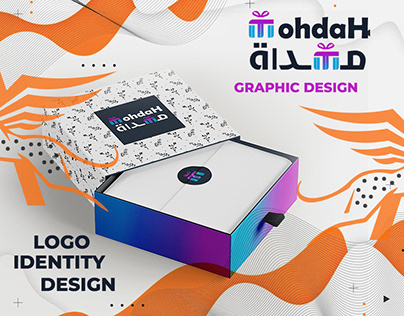 mohdaH
مهداة
GRAPHIC DESIGN
mohdaH
مهداة
LOGO
IDENTITY
DESIGN